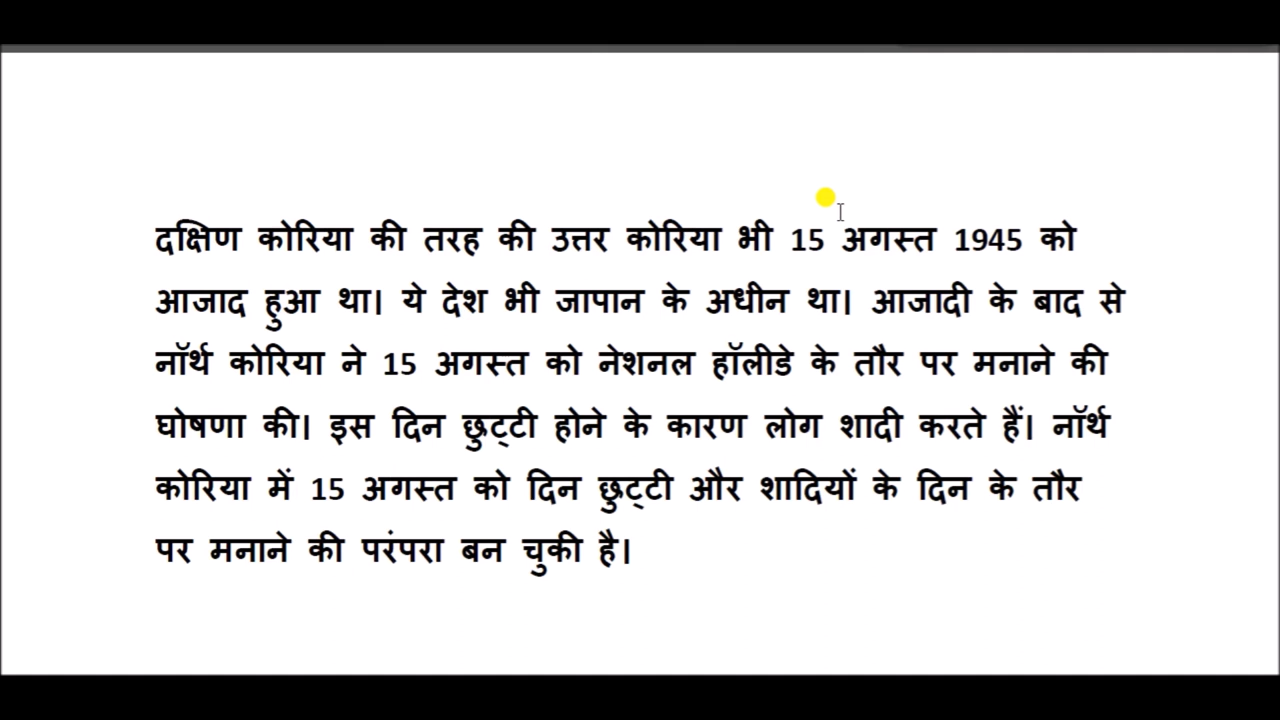 दक्षिण कोरिया की तरह की उत्तर कोरिया भी 15 अगस्त 1945 को
आजाद हुआ था। ये देश भी जापान के अधीन था। आजादी के बाद से
नॉर्थ कोरिया ने 15 अगस्त को नेशनल हॉलीडे के तौर पर मनाने की
घोषणा की। इस दिन छुट्टी होने के कारण लोग शादी करते हैं। नॉर्थ
कोरिया में 15 अगस्त को दिन छुट्टी और शादियों के दिन के तौर
पर मनाने की परंपरा बन चुकी है।